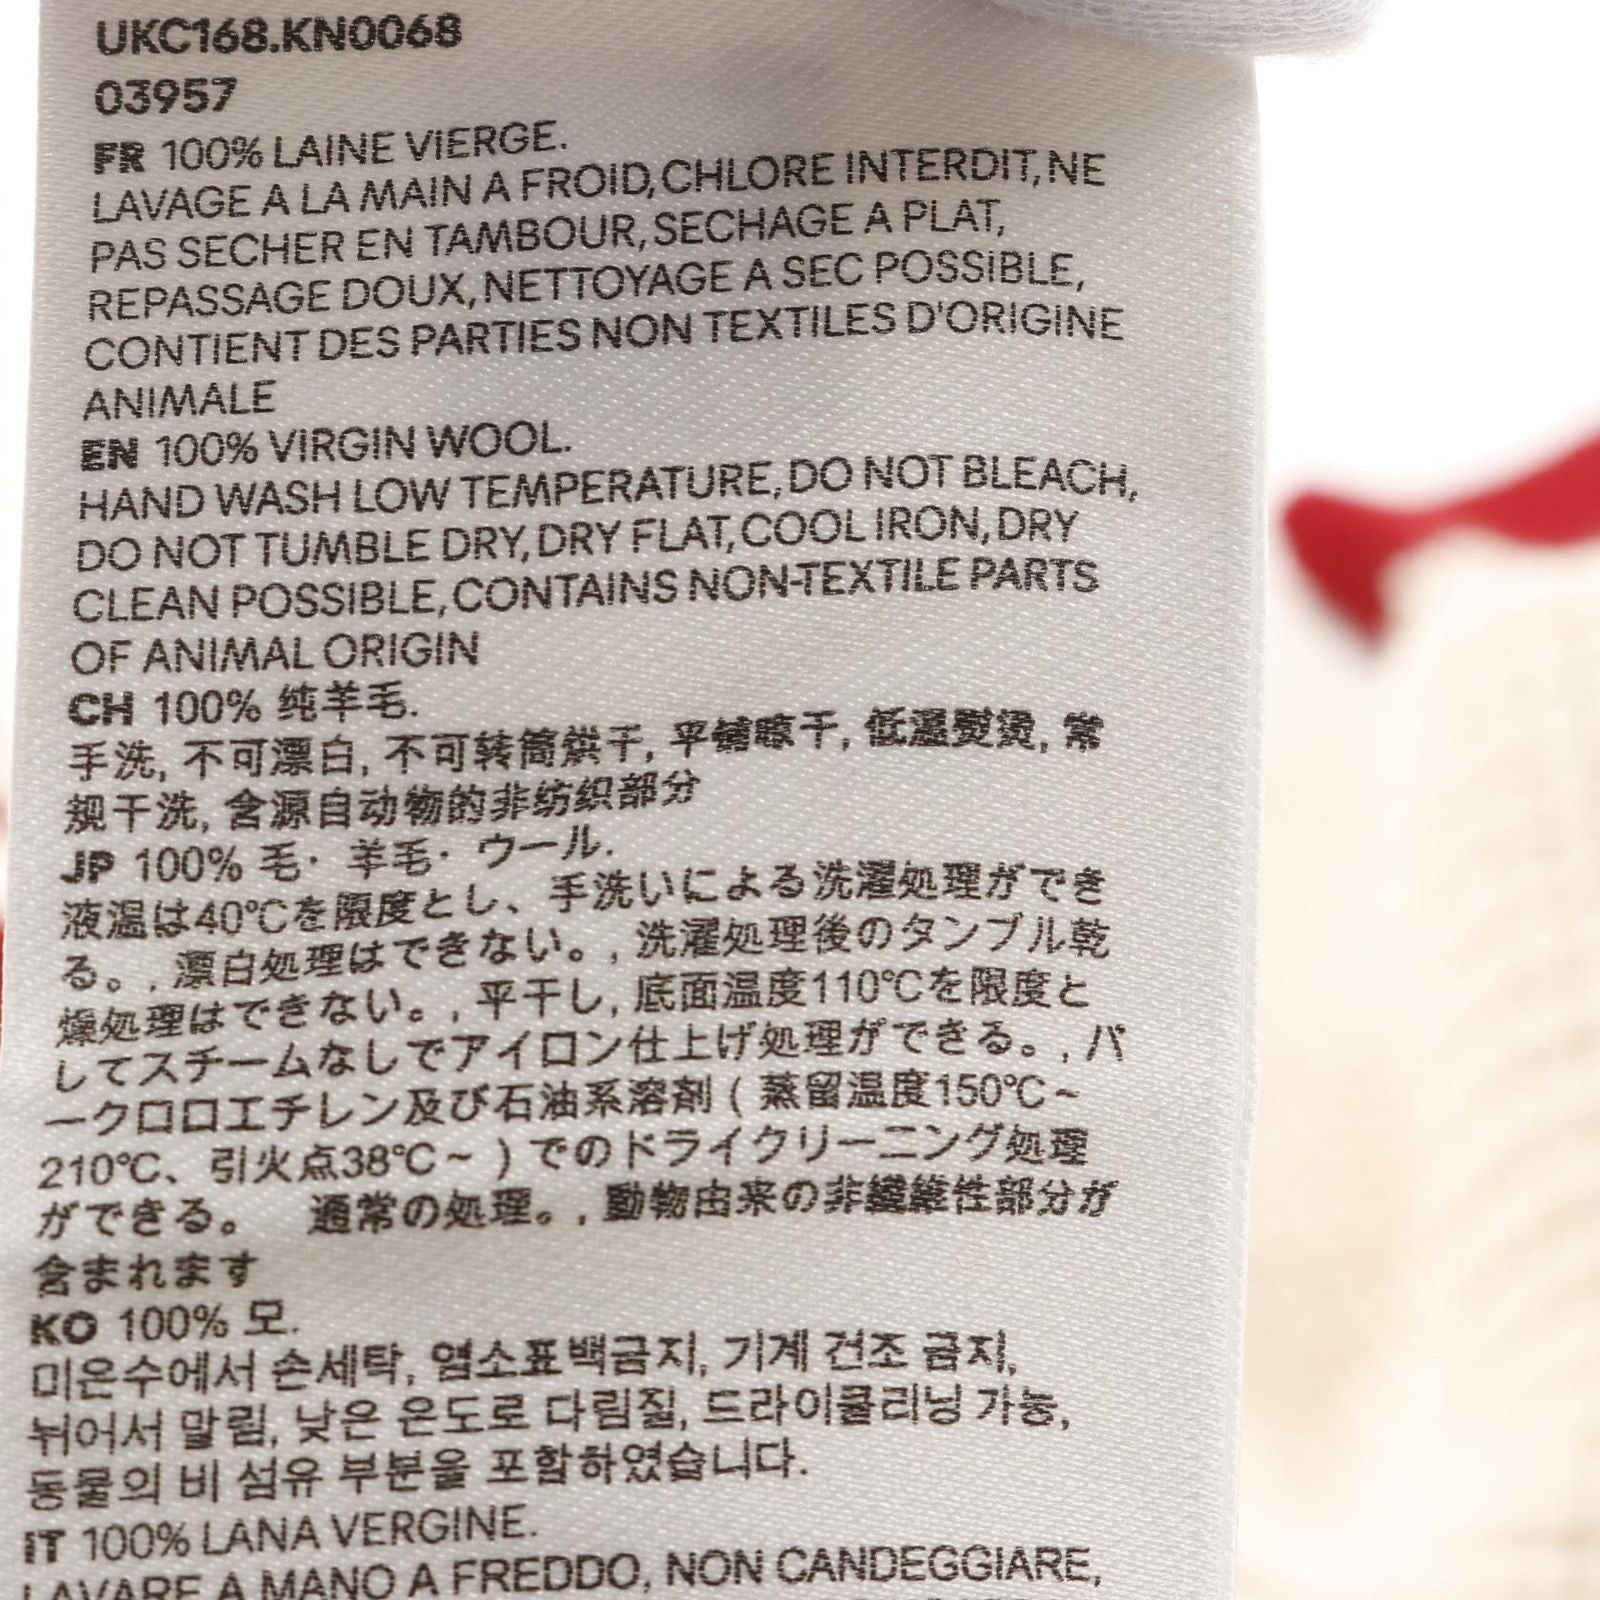 UKC168.KN0068
03957
FR 100% LAINE VIERGE.
LAVAGE A LA MAIN A FROID, CHLORE INTERDIT, NE
PAS SECHER EN TAMBOUR, SECHAGE A PLAT,
REPASSAGE DOUX, NETTOYAGE A SEC POSSIBLE,
CONTIENT DES PARTIES NON TEXTILES D'ORIGINE
ANIMALE
EN 100% VIRGIN WOOL.
HAND WASH LOW TEMPERATURE, DO NOT BLEACH,
DO NOT TUMBLE DRY, DRY FLAT, COOL IRON, DRY
CLEAN POSSIBLE, CONTAINS NON-TEXTILE PARTS
OF ANIMAL ORIGIN
CH 100% 纯羊毛.
手洗, 不可漂白, 不可转筒烘干, 平铺晾干, 低温熨烫, 常
规干洗, 含源自动物的非纺织部分
JP 100% 毛・ 羊毛・ ウール.
液温は40℃を限度とし、手洗いによる洗濯処理ができ
る。, 漂白処理はできない。, 洗濯処理後のタンブル乾
燥処理はできない。, 平干し, 底面温度110℃を限度と
してスチームなしでアイロン仕上げ処理ができる。, パ
ークロロエチレン及び石油系溶剤 ( 蒸留温度150℃~
210℃、引火点38℃~ ) でのドライクリーニング処理
ができる。 通常の処理。, 動物由来の非繊維性部分が
含まれます
KO 100% 모.
미온수에서 손세탁, 염소표백금지, 기계 건조 금지,
뉘어서 말림, 낮은 온도로 다림질, 드라이클리닝 가능,
동물의 비 섬유 부분을 포함하였습니다.
IT 100% LANA VERGINE.
LAVARE A MANO A FREDDO, NON CANDEGGIARE,